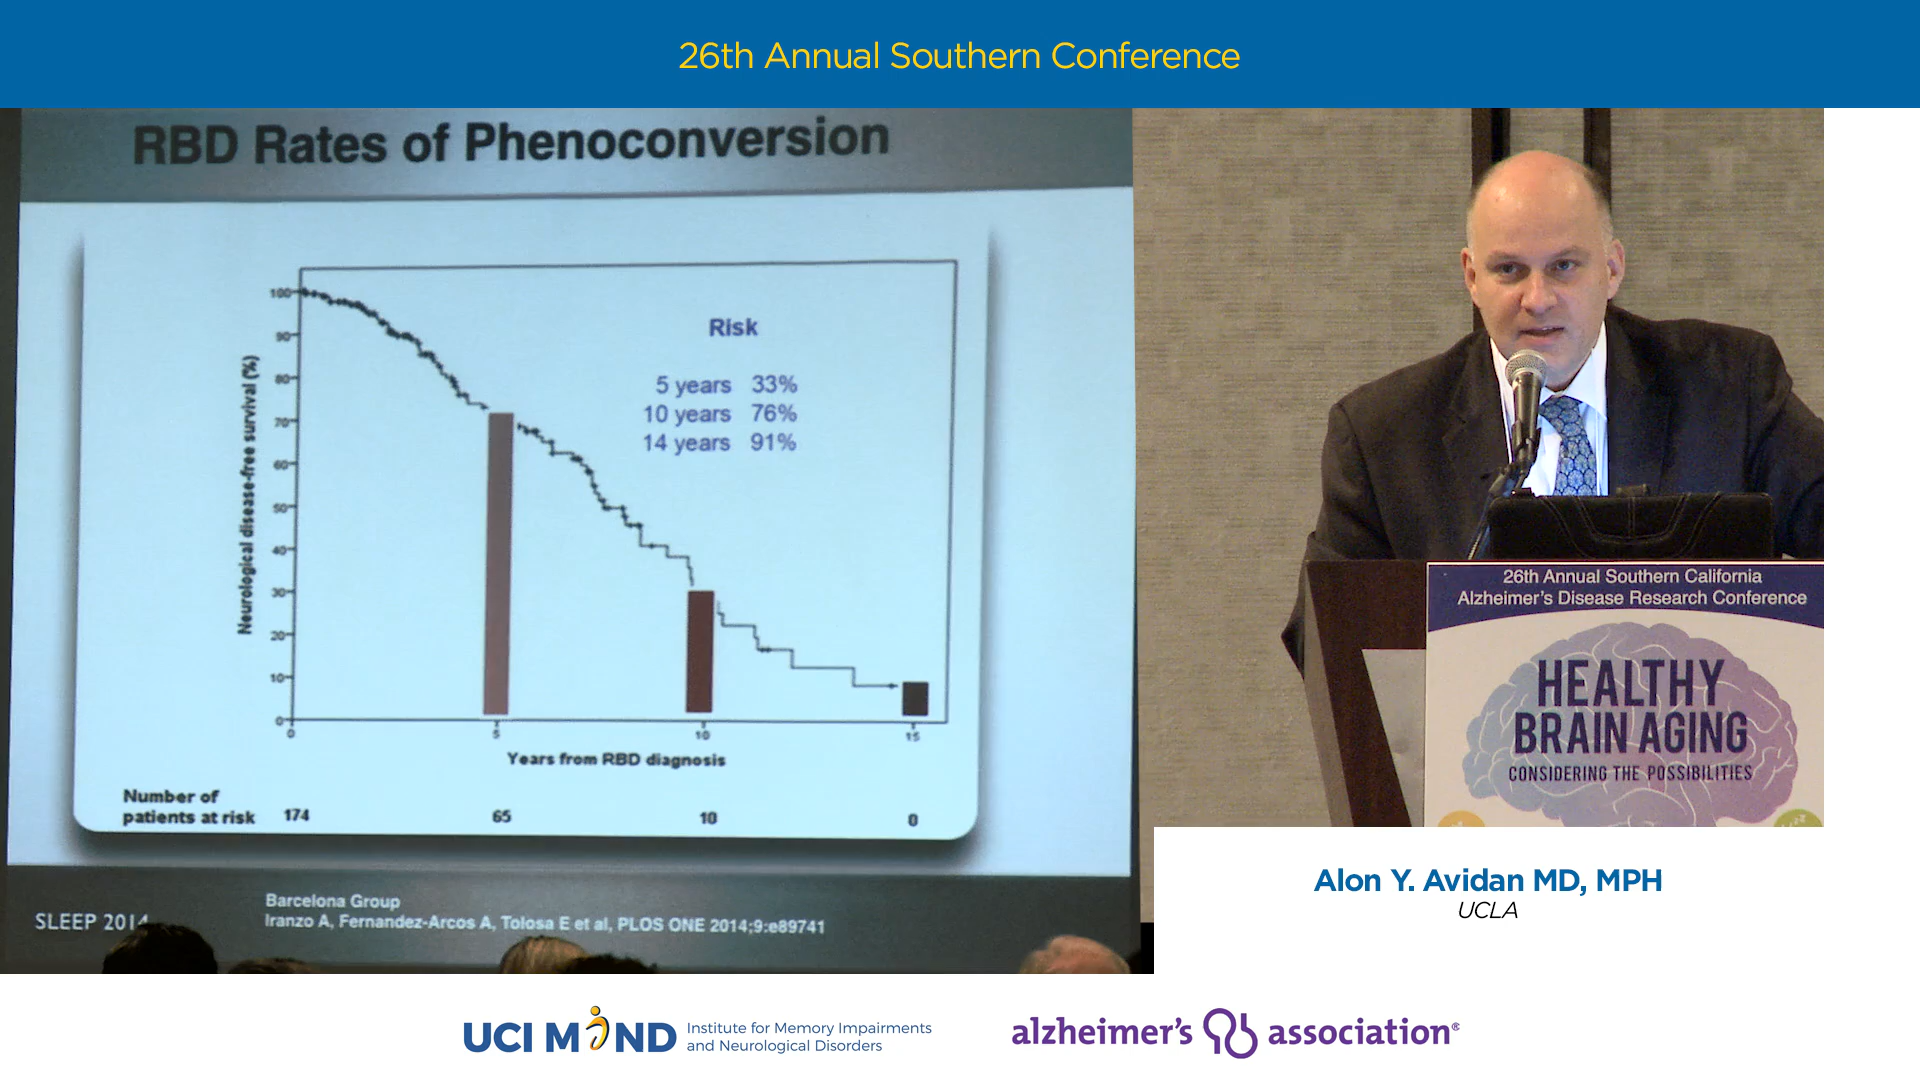 26th Annual Southern Conference
RBD Rates of Phenoconversion
Neurological disease-free survival (%)
100
90
80
70
60
50
40
30
20
10
0
Risk
5 years 33%
10 years 76%
14 years 91%
0 5 10 15
Years from RBD diagnosis
Number of
patients at risk 174 65 10 0
Barcelona Group
SLEEP 2014 Iranzo A, Fernandez-Arcos A, Tolosa E et al, PLOS ONE 2014;9:e89741
26th Annual Southern California
Alzheimer's Disease Research Conference
HEALTHY
BRAIN AGING
CONSIDERING THE POSSIBILITIES
Alon Y. Avidan MD, MPH
UCLA
UCI MIND Institute for Memory Impairments
and Neurological Disorders
alzheimer's association®